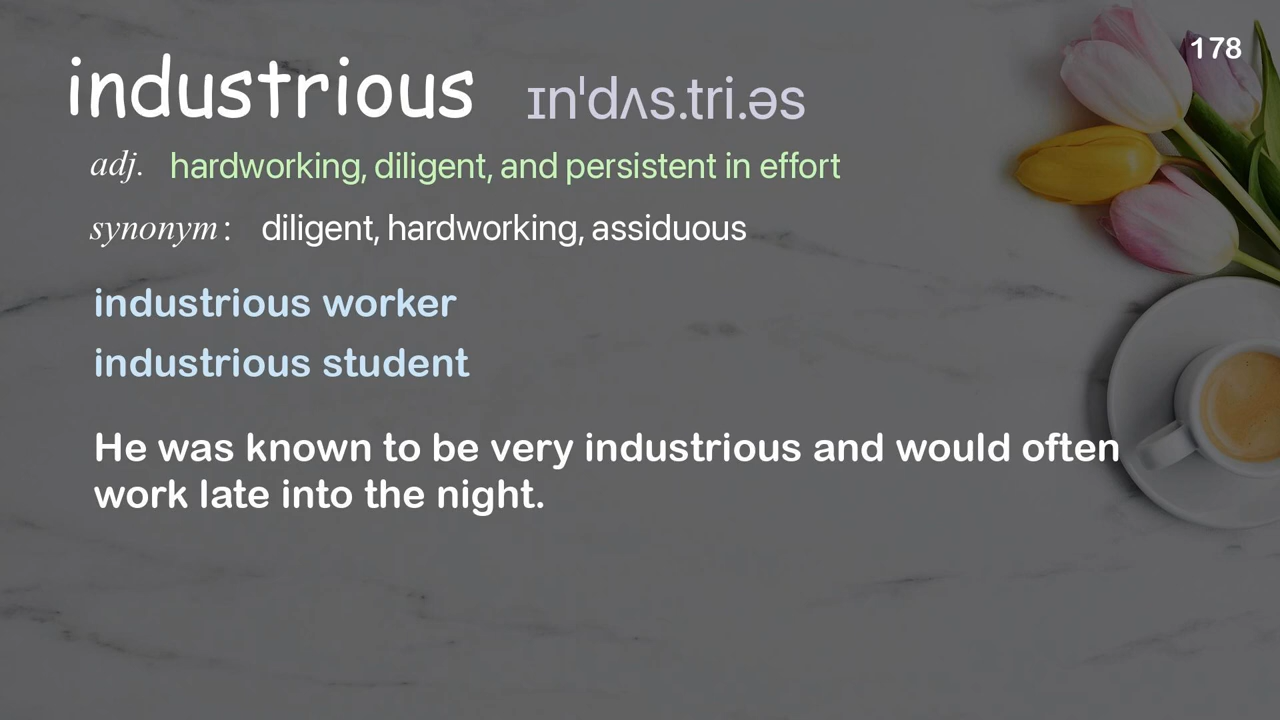 178
industrious ɪnˈdʌs.tri.əs
adj. hardworking, diligent, and persistent in effort
synonym: diligent, hardworking, assiduous
industrious worker
industrious student
He was known to be very industrious and would often
work late into the night.